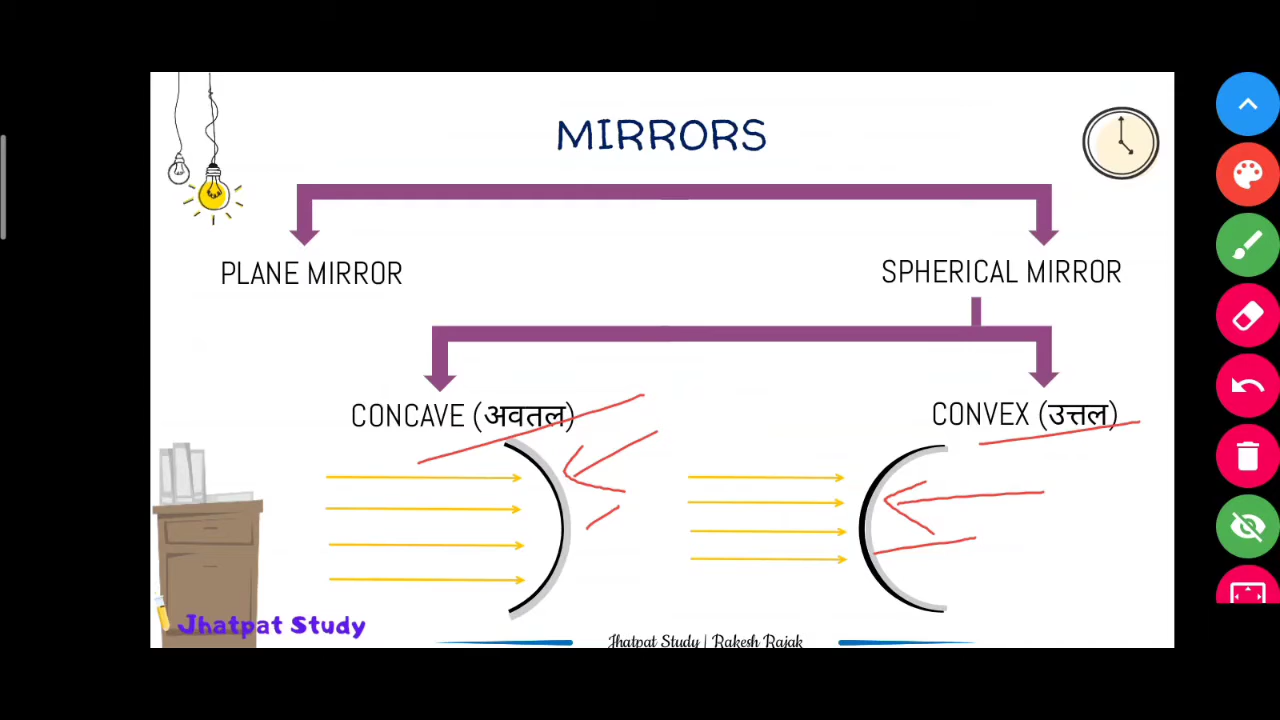 MIRRORS
PLANE MIRROR
SPHERICAL MIRROR
CONCAVE (अवतल)
CONVEX (उत्तल)
Jhatpat Study
Jhatpat Study | Rakesh Rajak